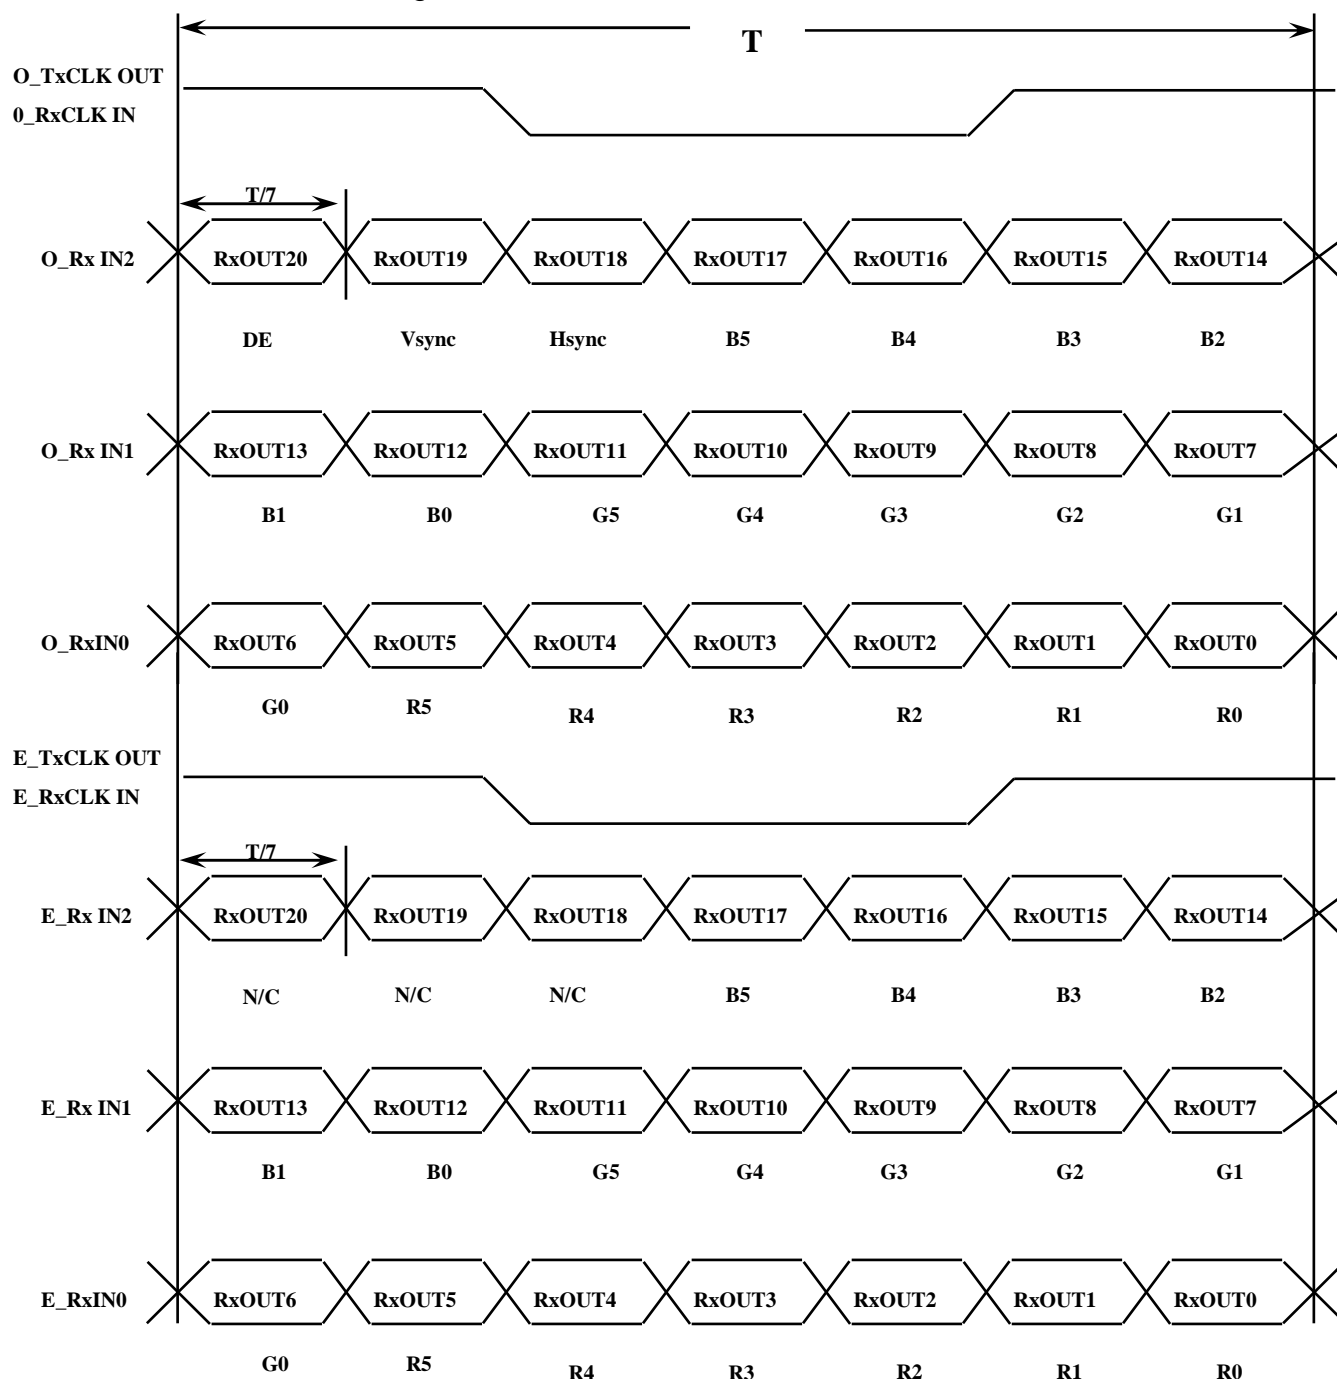 T
O_TxCLK OUT
0_RxCLK IN
T/7
O_Rx IN2 RxOUT20 RxOUT19 RxOUT18 RxOUT17 RxOUT16 RxOUT15 RxOUT14
DE Vsync Hsync B5 B4 B3 B2
O_Rx IN1 RxOUT13 RxOUT12 RxOUT11 RxOUT10 RxOUT9 RxOUT8 RxOUT7
B1 B0 G5 G4 G3 G2 G1
O_RxIN0 RxOUT6 RxOUT5 RxOUT4 RxOUT3 RxOUT2 RxOUT1 RxOUT0
G0 R5 R4 R3 R2 R1 R0
E_TxCLK OUT
E_RxCLK IN
T/7
E_Rx IN2 RxOUT20 RxOUT19 RxOUT18 RxOUT17 RxOUT16 RxOUT15 RxOUT14
N/C N/C N/C B5 B4 B3 B2
E_Rx IN1 RxOUT13 RxOUT12 RxOUT11 RxOUT10 RxOUT9 RxOUT8 RxOUT7
B1 B0 G5 G4 G3 G2 G1
E_RxIN0 RxOUT6 RxOUT5 RxOUT4 RxOUT3 RxOUT2 RxOUT1 RxOUT0
G0 R5 R4 R3 R2 R1 R0